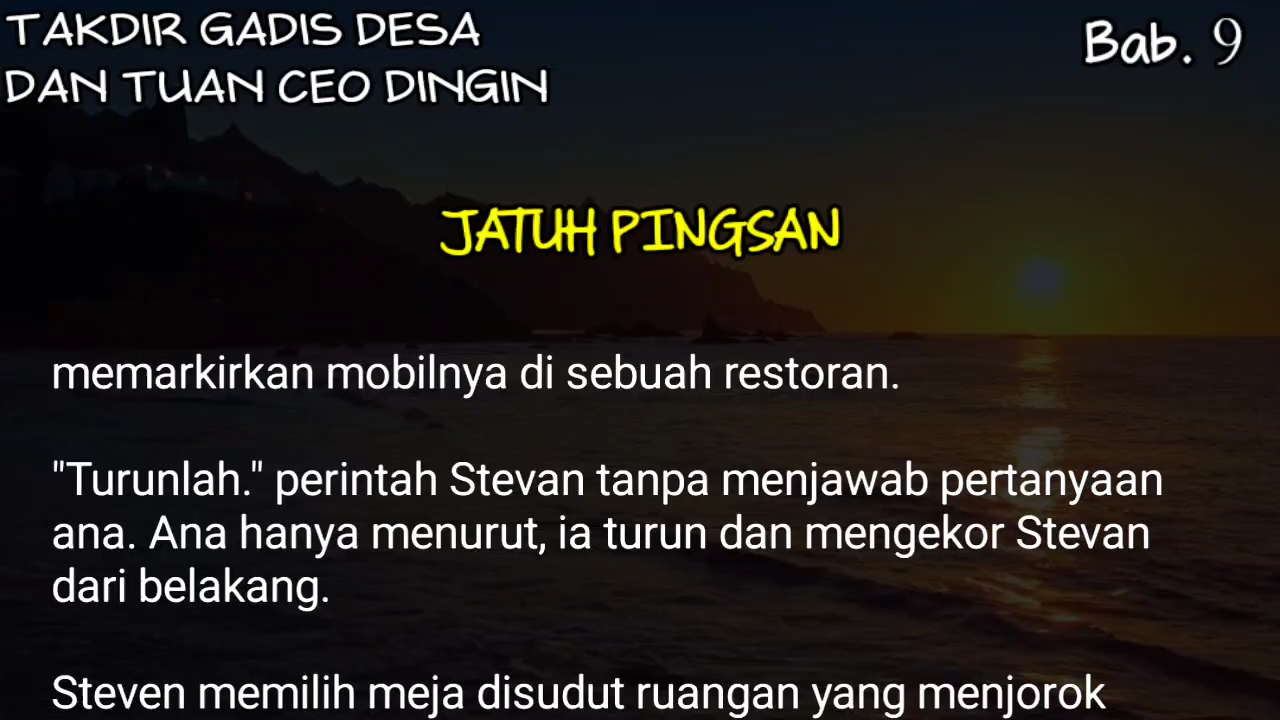 TAKDIR GADIS DESA
DAN TUAN CEO DINGIN
Bab. 9
JATUH PINGSAN
memarkirkan mobilnya di sebuah restoran.
"Turunlah." perintah Stevan tanpa menjawab pertanyaan
ana. Ana hanya menurut, ia turun dan mengekor Stevan
dari belakang.
Steven memilih meja disudut ruangan yang menjorok